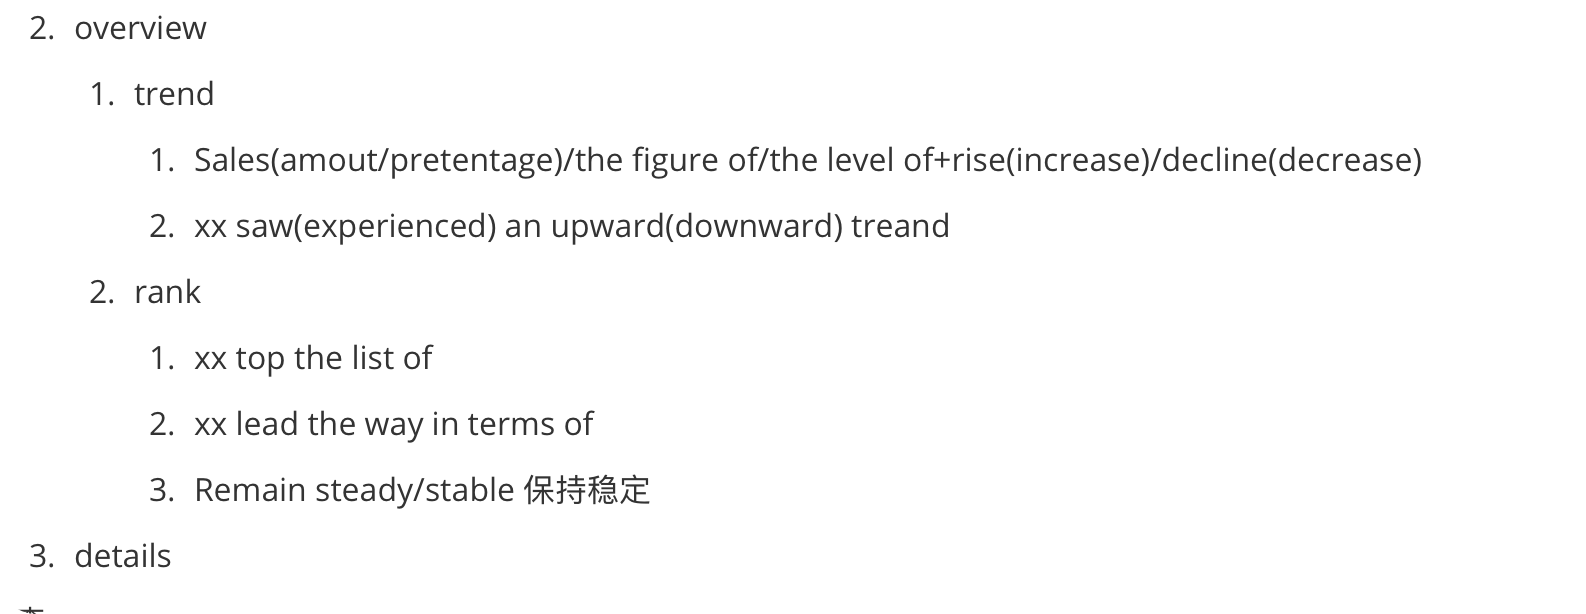 2. overview
1. trend
1. Sales(amout/pretentage)/the figure of/the level of+rise(increase)/decline(decrease)
2. xx saw(experienced) an upward(downward) treand
2. rank
1. xx top the list of
2. xx lead the way in terms of
3. Remain steady/stable 保持稳定
3. details